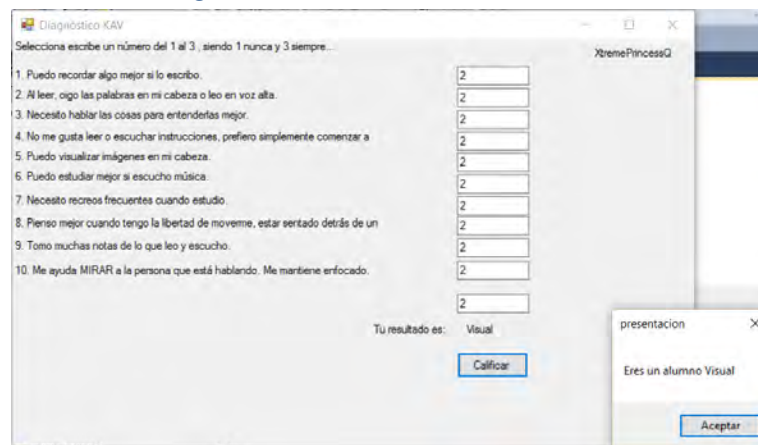 Diagnóstico KAV
Selecciona escribe un número del 1 al 3 , siendo 1 nunca y 3 siempre...
XtremePrincessQ
1. Puedo recordar algo mejor si lo escribo.
2
2. Al leer, oigo las palabras en mi cabeza o leo en voz alta.
2
3. Necesito hablar las cosas para entenderlas mejor.
2
4. No me gusta leer o escuchar instrucciones, prefiero simplemente comenzar a
2
5. Puedo visualizar imágenes en mi cabeza.
2
6. Puedo estudiar mejor si escucho música.
2
7. Necesito recreos frecuentes cuando estudio.
2
8. Pienso mejor cuando tengo la libertad de moverme, estar sentado detrás de un
2
9. Tomo muchas notas de lo que leo y escucho.
2
10. Me ayuda MIRAR a la persona que está hablando. Me mantiene enfocado.
2
2
Tu resultado es: Visual
Calificar
presentacion
Eres un alumno Visual
Aceptar